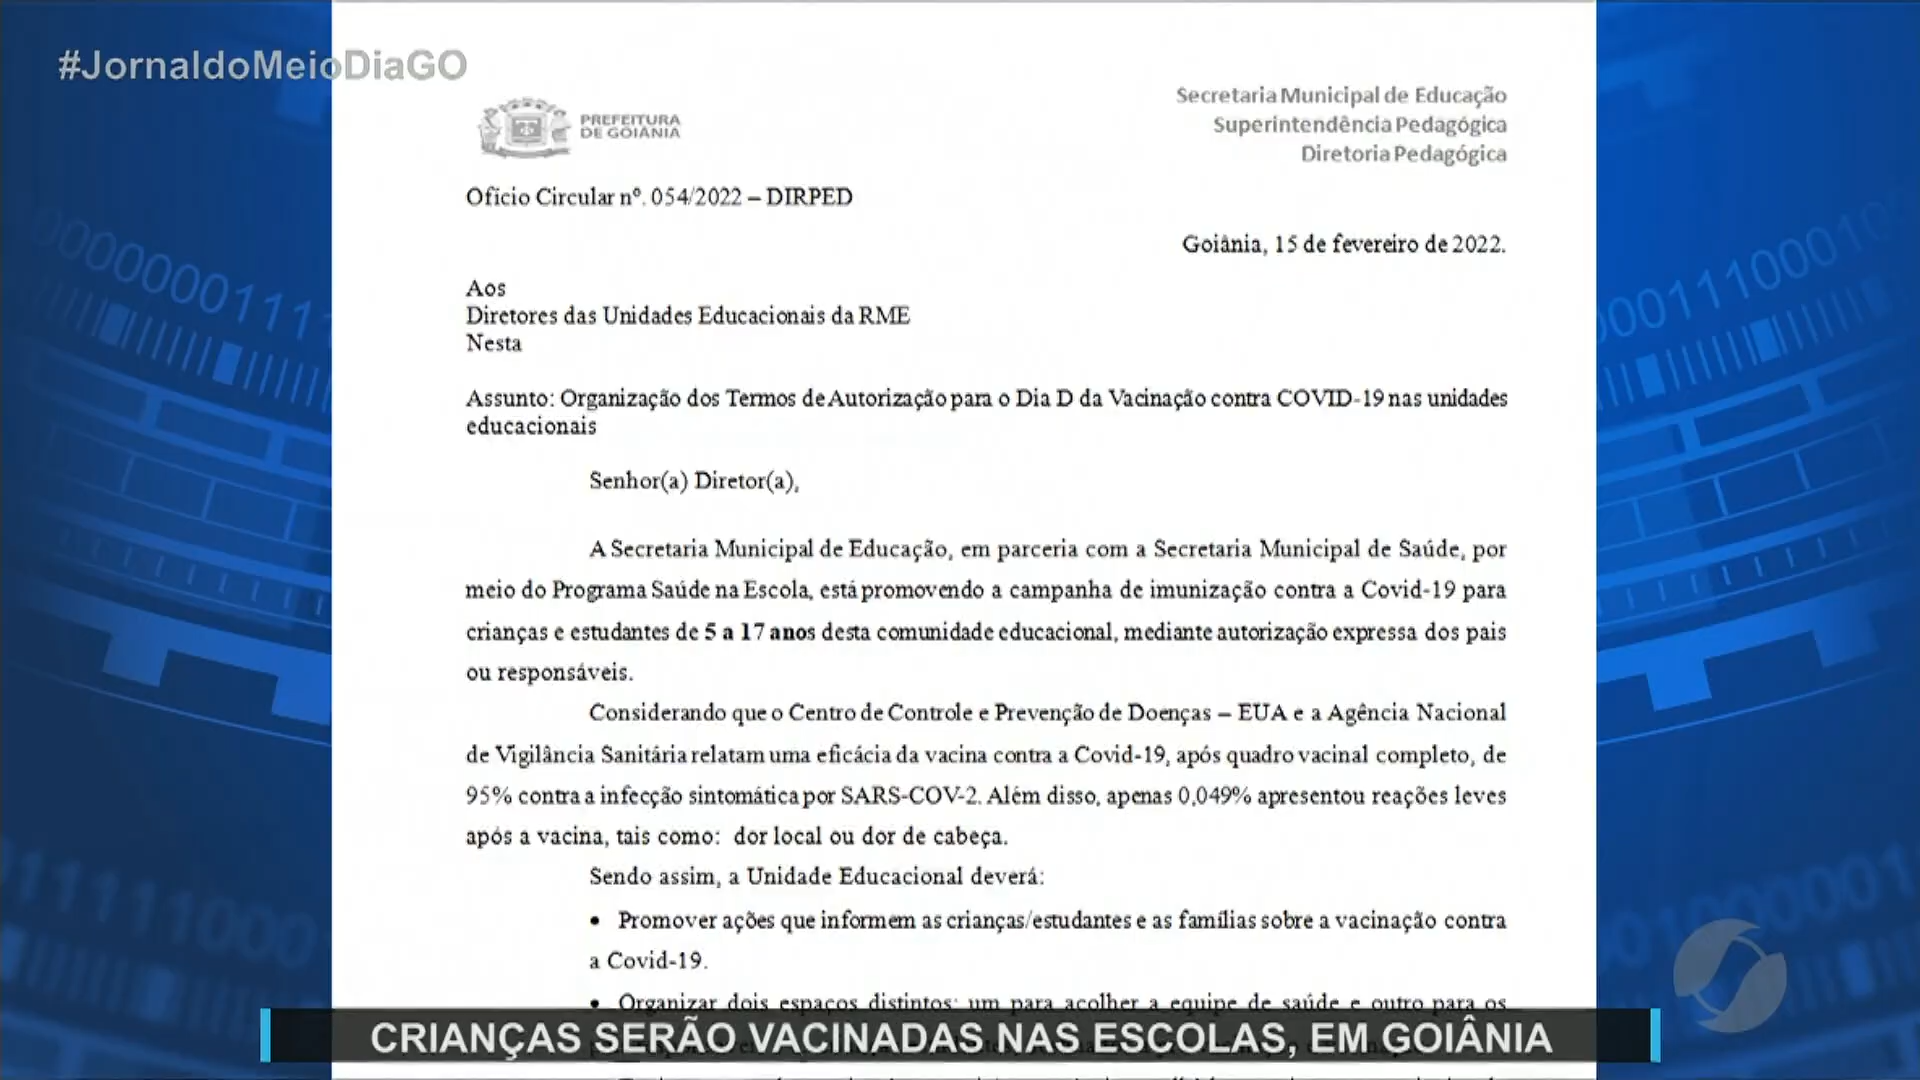 #JornaldoMeioDiaGO
PREFEITURA
DE GOIÂNIA
Secretaria Municipal de Educação
Superintendência Pedagógica
Diretoria Pedagógica
Ofício Circular nº. 054/2022 – DIRPED
Goiânia, 15 de fevereiro de 2022.
Aos
Diretores das Unidades Educacionais da RME
Nesta
Assunto: Organização dos Termos de Autorização para o Dia D da Vacinação contra COVID-19 nas unidades
educacionais
Senhor(a) Diretor(a),
A Secretaria Municipal de Educação, em parceria com a Secretaria Municipal de Saúde, por
meio do Programa Saúde na Escola, está promovendo a campanha de imunização contra a Covid-19 para
crianças e estudantes de 5 a 17 anos desta comunidade educacional, mediante autorização expressa dos pais
ou responsáveis.
Considerando que o Centro de Controle e Prevenção de Doenças – EUA e a Agência Nacional
de Vigilância Sanitária relatam uma eficácia da vacina contra a Covid-19, após quadro vacinal completo, de
95% contra a infecção sintomática por SARS-COV-2. Além disso, apenas 0,049% apresentou reações leves
após a vacina, tais como: dor local ou dor de cabeça.
Sendo assim, a Unidade Educacional deverá:
• Promover ações que informem as crianças/estudantes e as famílias sobre a vacinação contra
a Covid-19.
• Organizar dois espaços distintos: um para acolher a equipe de saúde e outro para os
CRIANÇAS SERÃO VACINADAS NAS ESCOLAS, EM GOIÂNIA